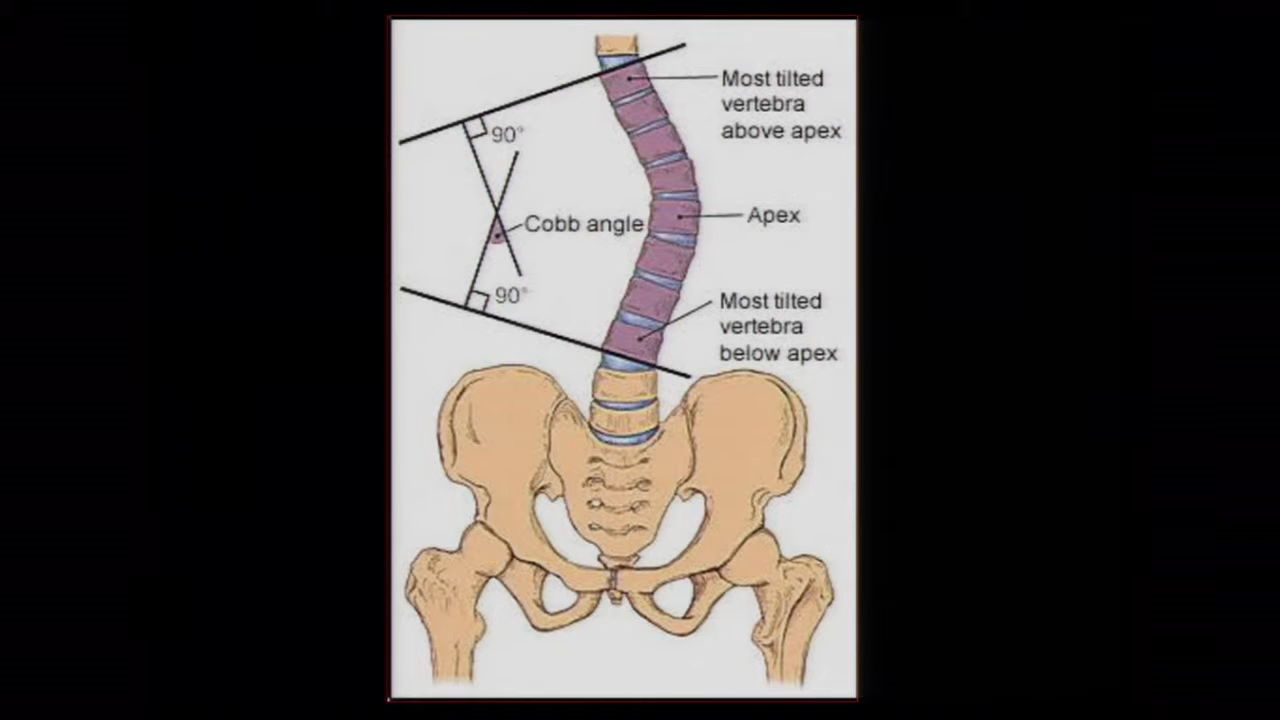 Most tilted
vertebra
above apex
90°
Apex
Cobb angle
90°
Most tilted
vertebra
below apex